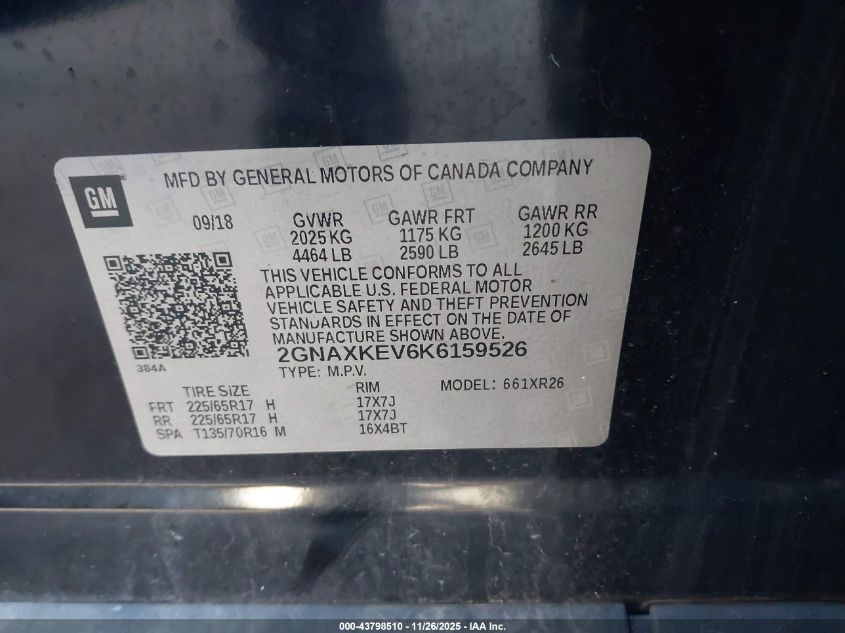 GM
MFD BY GENERAL MOTORS OF CANADA COMPANY
09/18 GVWR GAWR FRT GAWR RR
2025 KG 1175 KG 1200 KG
4464 LB 2590 LB 2645 LB
THIS VEHICLE CONFORMS TO ALL
APPLICABLE U.S. FEDERAL MOTOR
VEHICLE SAFETY AND THEFT PREVENTION
STANDARDS IN EFFECT ON THE DATE OF
MANUFACTURE SHOWN ABOVE.
384A
2GNAXKEV6K6159526
TYPE: M.P.V. MODEL: 661XR26
TIRE SIZE RIM
FRT 225/65R17 H 17X7J
RR 225/65R17 H 17X7J
SPA T135/70R16 M 16X4BT
000-43798510 - 11/26/2025 - IAA Inc.